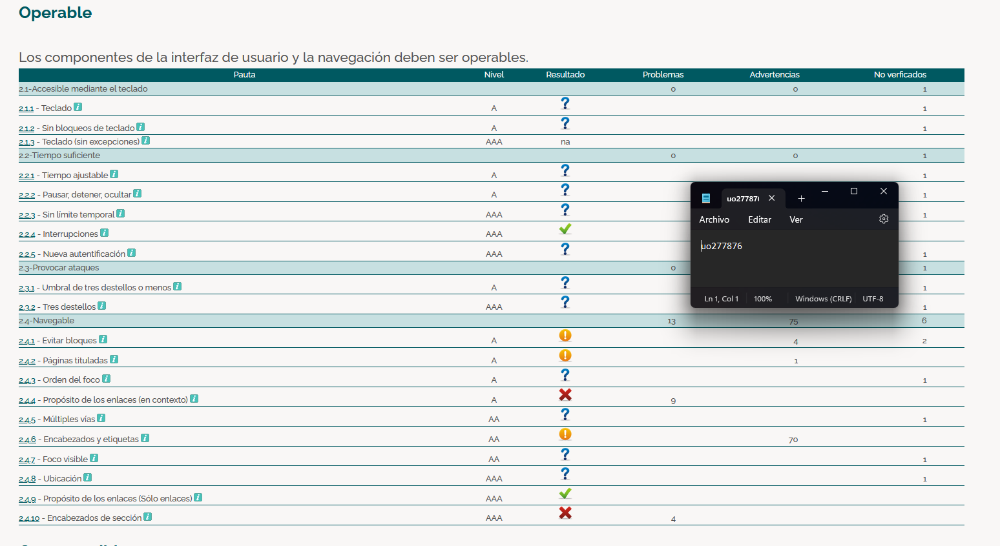 Operable
Los componentes de la interfaz de usuario y la navegación deben ser operables.
Pauta Nivel Resultado Problemas Advertencias No verficados
2.1-Accesible mediante el teclado 0 0 1
2.1.1 - Teclado i A ? 1
2.1.2 - Sin bloqueos de teclado i A ? 1
2.1.3 - Teclado (sin excepciones) i AAA na
2.2-Tiempo suficiente 0 0 1
2.2.1 - Tiempo ajustable i A ? 1
2.2.2 - Pausar, detener, ocultar i A ? 1
2.2.3 - Sin límite temporal i AAA ? 1
2.2.4 - Interrupciones i AAA
2.2.5 - Nueva autentificación i AAA ? 1
2.3-Provocar ataques 0 1
2.3.1 - Umbral de tres destellos o menos i A ? 1
2.3.2 - Tres destellos i AAA ? 1
2.4-Navegable 13 75 6
2.4.1 - Evitar bloques i A ! 4 2
2.4.2 - Páginas tituladas i A ! 1
2.4.3 - Orden del foco i A ? 1
2.4.4 - Propósito de los enlaces (en contexto) i A 9
2.4.5 - Múltiples vías i AA ? 1
2.4.6 - Encabezados y etiquetas i AA ! 70
2.4.7 - Foco visible i AA ? 1
2.4.8 - Ubicación i AAA ? 1
2.4.9 - Propósito de los enlaces (Sólo enlaces) i AAA
2.4.10 - Encabezados de sección i AAA 4
uo27787
Archivo Editar Ver
uo277876
Ln 1, Col 1 100% Windows (CRLF) UTF-8